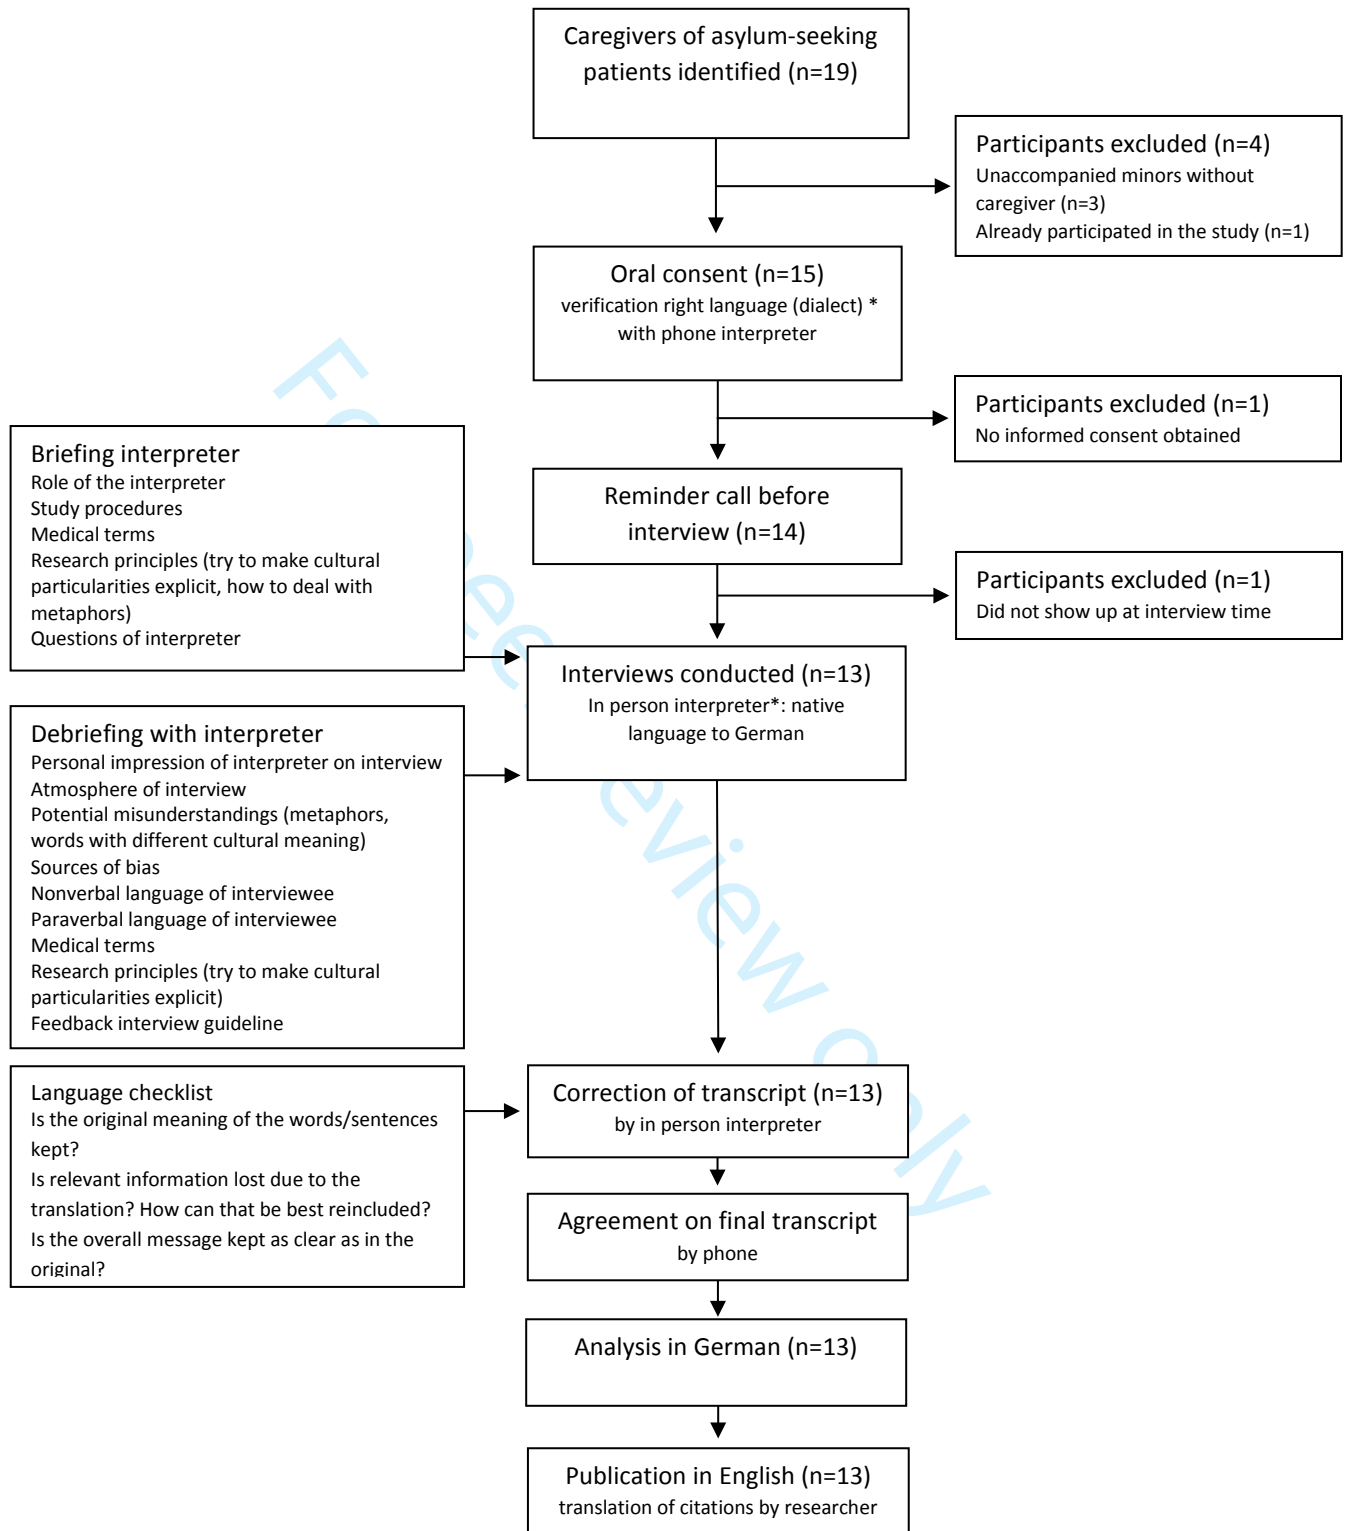 Caregivers of asylum-seeking
patients identified (n=19)
Participants excluded (n=4)
Unaccompanied minors without
caregiver (n=3)
Already participated in the study (n=1)
Oral consent (n=15)
verification right language (dialect) *
with phone interpreter
Participants excluded (n=1)
No informed consent obtained
Briefing interpreter
Role of the interpreter
Study procedures
Medical terms
Research principles (try to make cultural
particularities explicit, how to deal with
metaphors)
Questions of interpreter
Reminder call before
interview (n=14)
Participants excluded (n=1)
Did not show up at interview time
Interviews conducted (n=13)
In person interpreter*: native
language to German
Debriefing with interpreter
Personal impression of interpreter on interview
Atmosphere of interview
Potential misunderstandings (metaphors,
words with different cultural meaning)
Sources of bias
Nonverbal language of interviewee
Paraverbal language of interviewee
Medical terms
Research principles (try to make cultural
particularities explicit)
Feedback interview guideline
Language checklist
Is the original meaning of the words/sentences
kept?
Is relevant information lost due to the
translation? How can that be best reincluded?
Is the overall message kept as clear as in the
original?
Correction of transcript (n=13)
by in person interpreter
Agreement on final transcript
by phone
Analysis in German (n=13)
Publication in English (n=13)
translation of citations by researcher